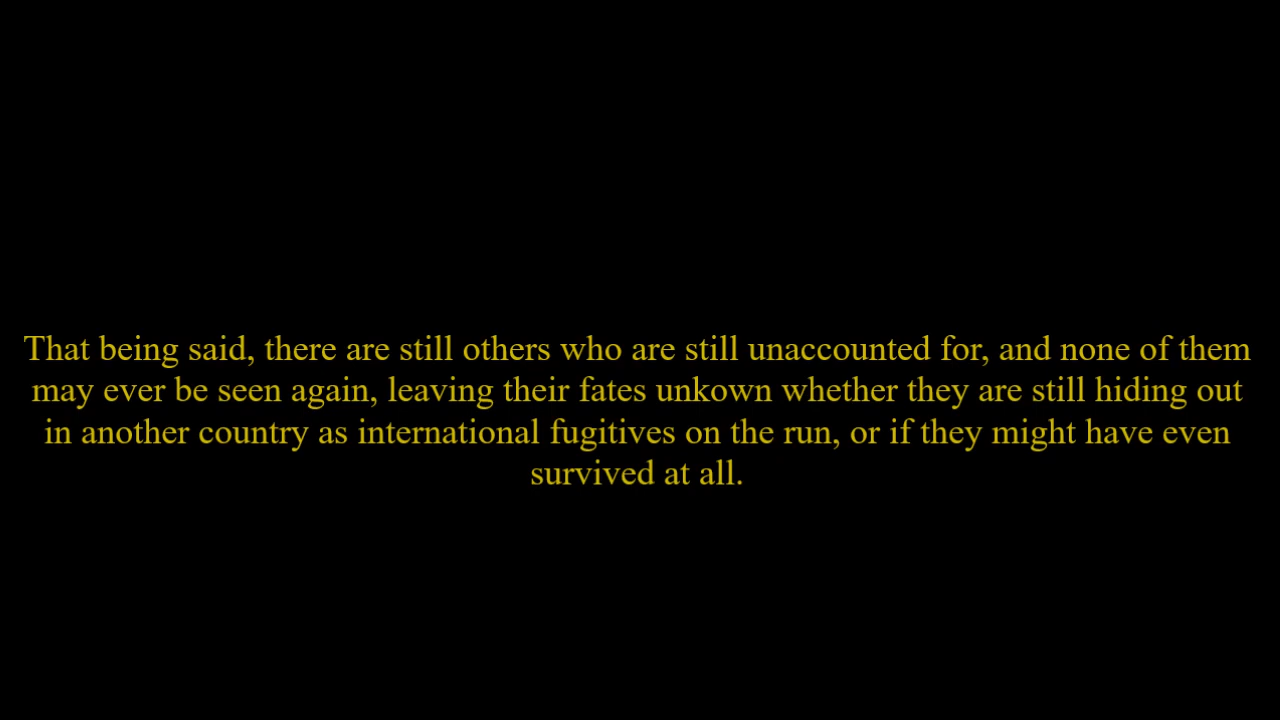 That being said, there are still others who are still unaccounted for, and none of them
may ever be seen again, leaving their fates unkown whether they are still hiding out
in another country as international fugitives on the run, or if they might have even
survived at all.